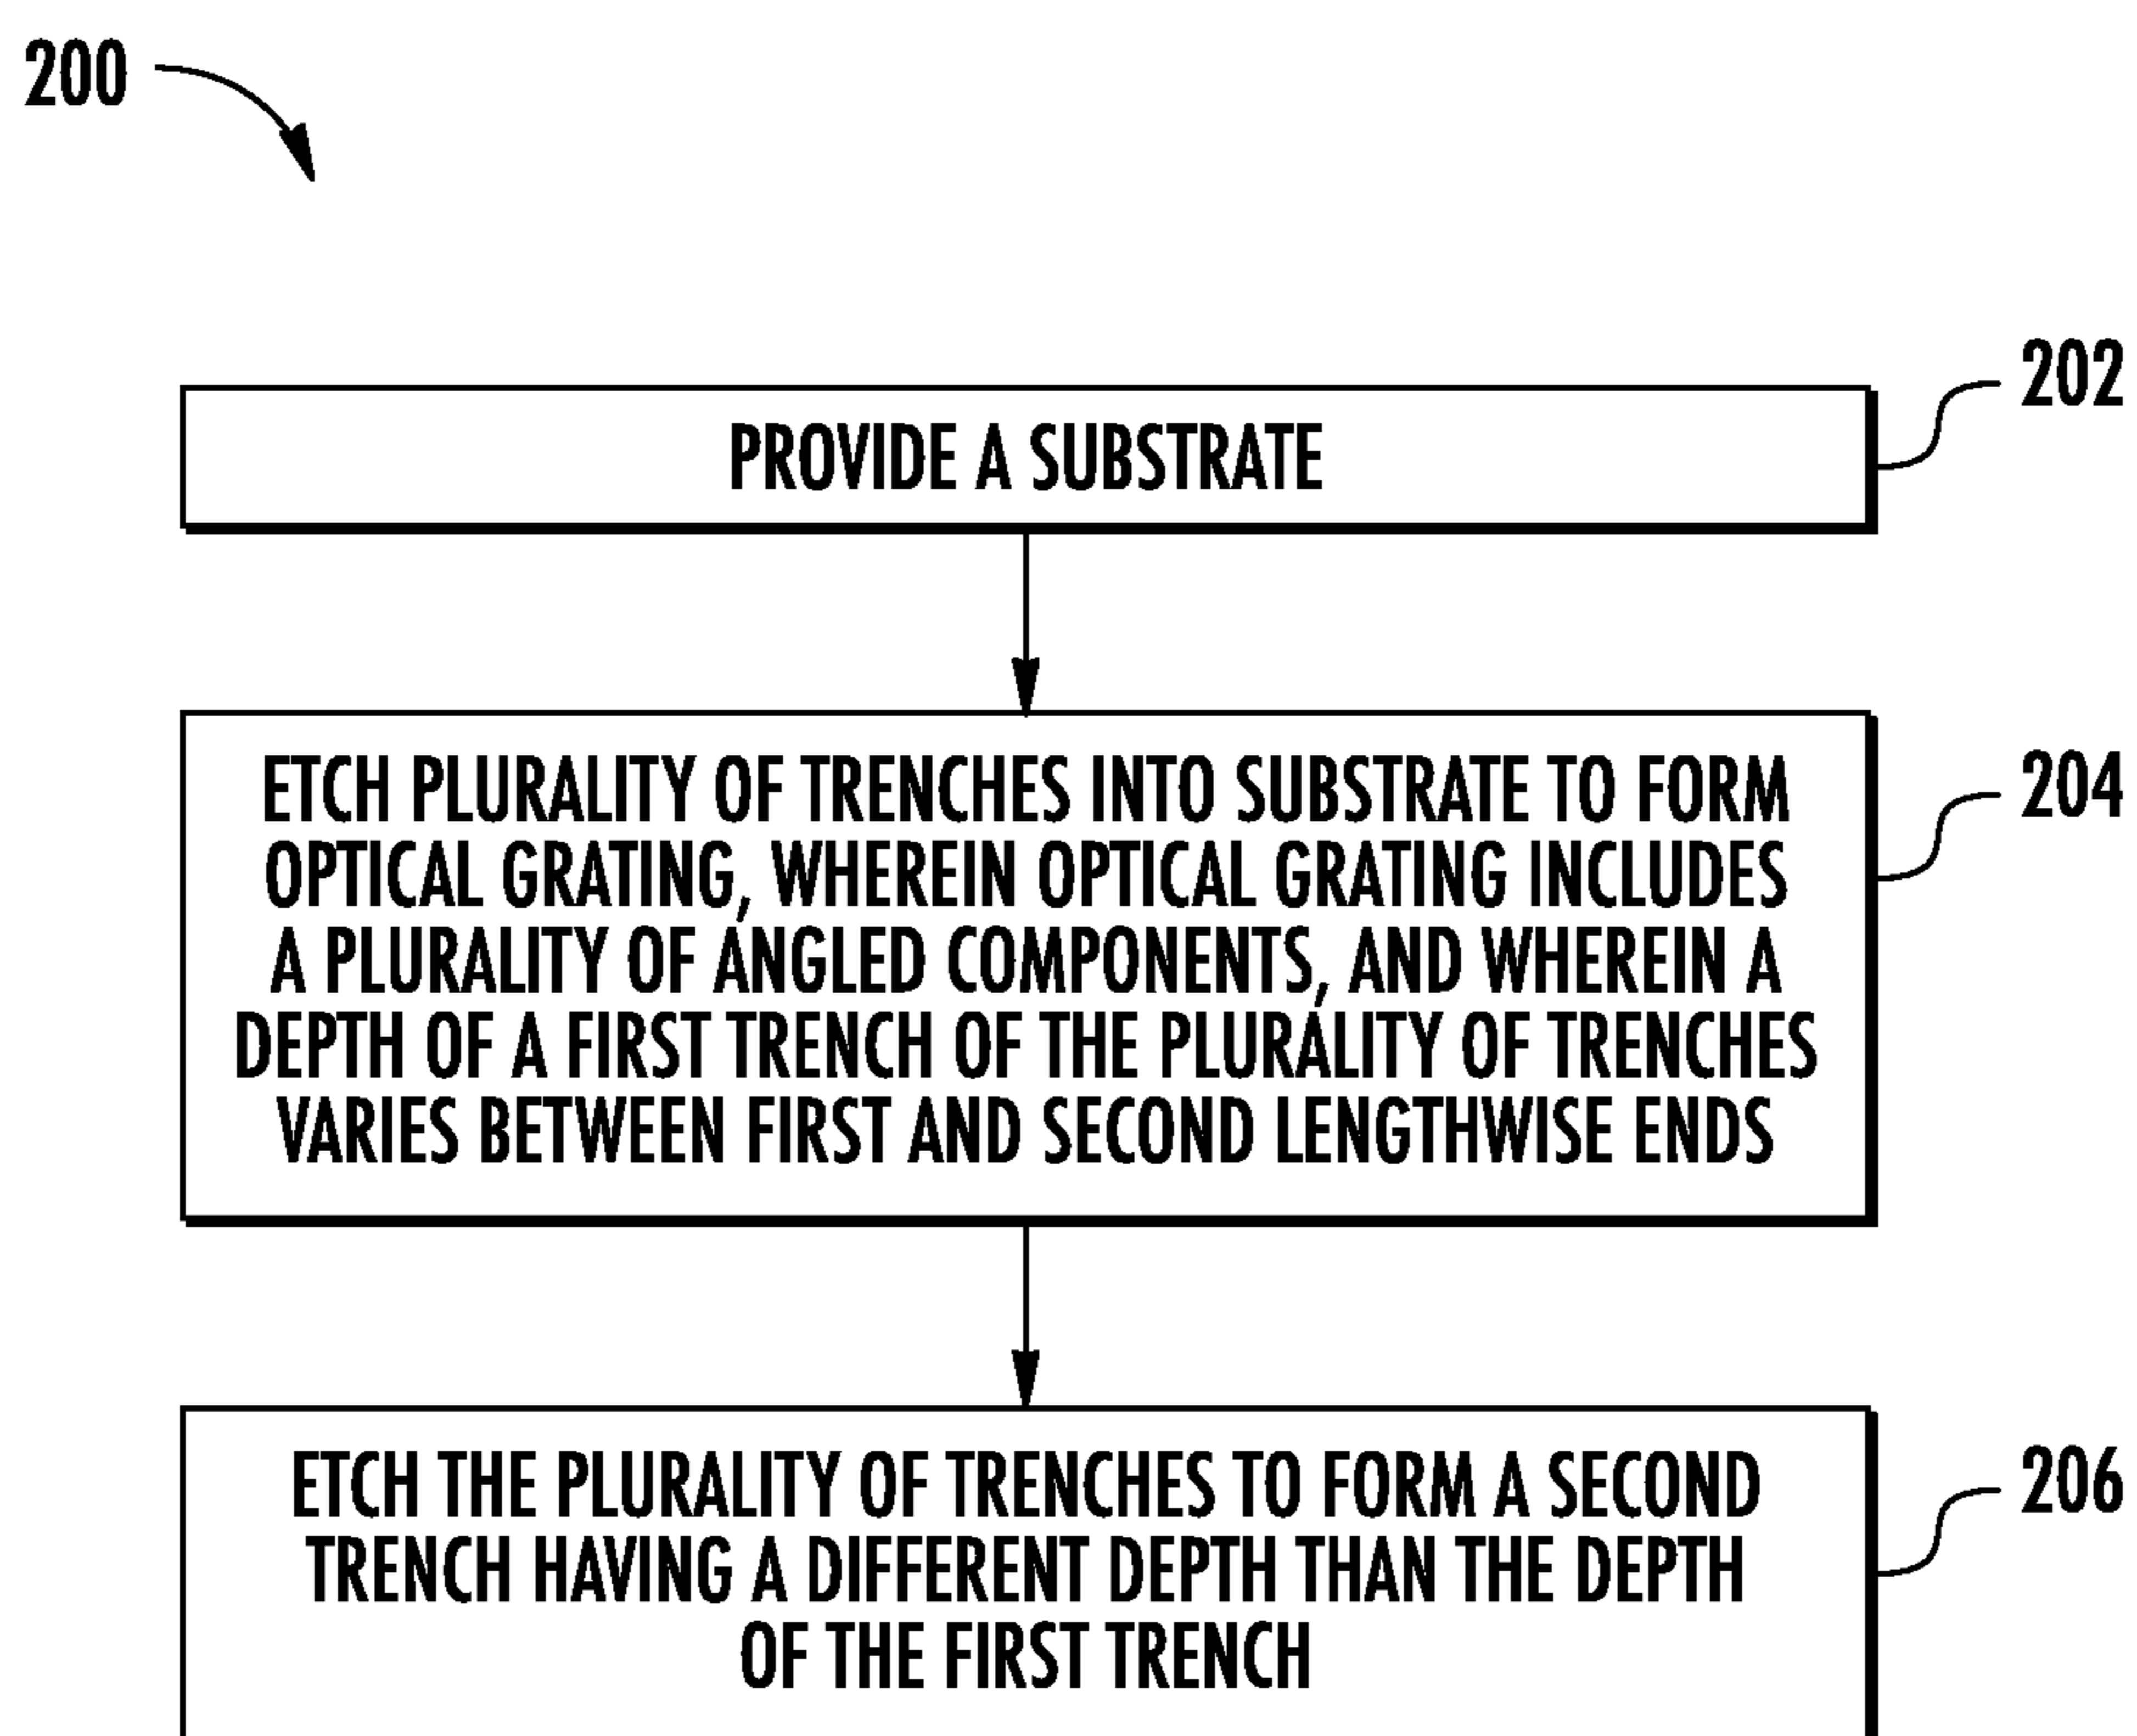 200
202
PROVIDE A SUBSTRATE
204
ETCH PLURALITY OF TRENCHES INTO SUBSTRATE TO FORM
OPTICAL GRATING, WHEREIN OPTICAL GRATING INCLUDES
A PLURALITY OF ANGLED COMPONENTS, AND WHEREIN A
DEPTH OF A FIRST TRENCH OF THE PLURALITY OF TRENCHES
VARIES BETWEEN FIRST AND SECOND LENGTHWISE ENDS
206
ETCH THE PLURALITY OF TRENCHES TO FORM A SECOND
TRENCH HAVING A DIFFERENT DEPTH THAN THE DEPTH
OF THE FIRST TRENCH